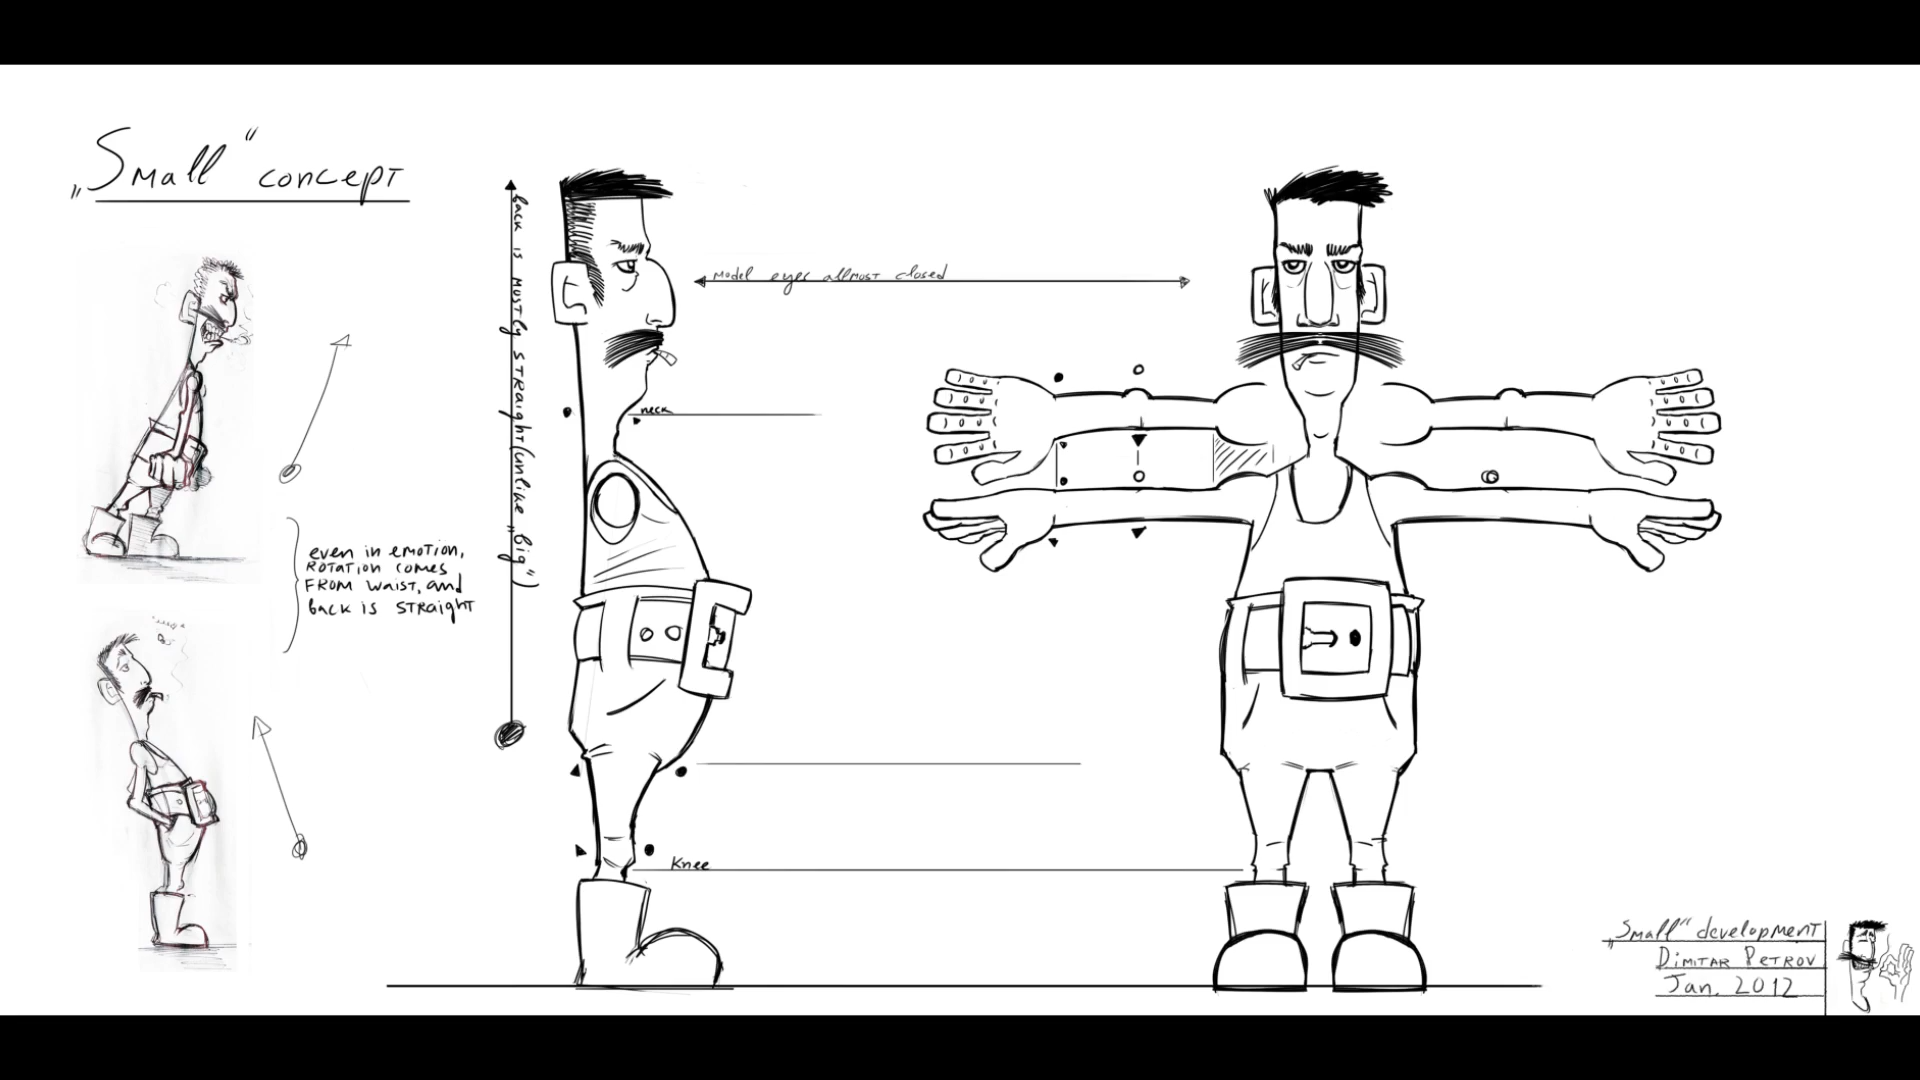 „Small“ concept
back is mostly straight (unlike „Big“)
model eyes allmost closed
neck
even in emotion,
rotation comes
from waist, and
back is straight
Knee
„Small“ development
Dimitar Petrov
Jan. 2012